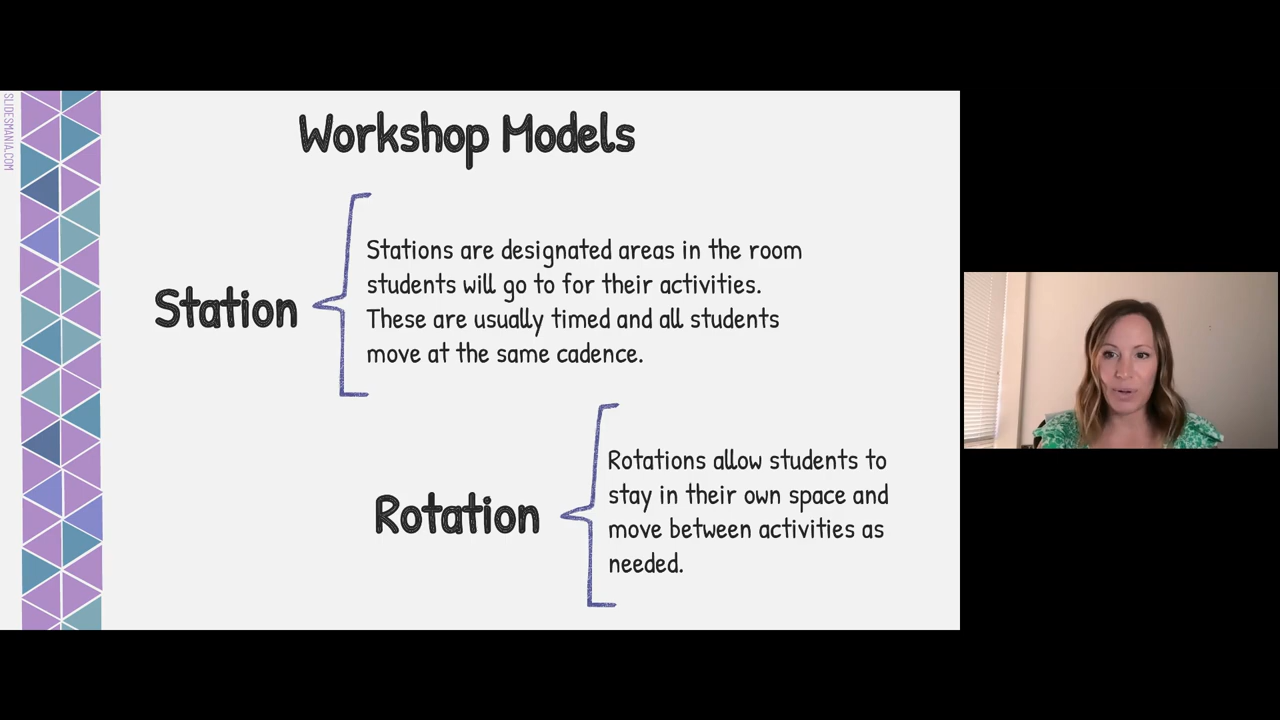 SLIDESMANIA.COM
Workshop Models
Station
Stations are designated areas in the room
students will go to for their activities.
These are usually timed and all students
move at the same cadence.
Rotation
Rotations allow students to
stay in their own space and
move between activities as
needed.